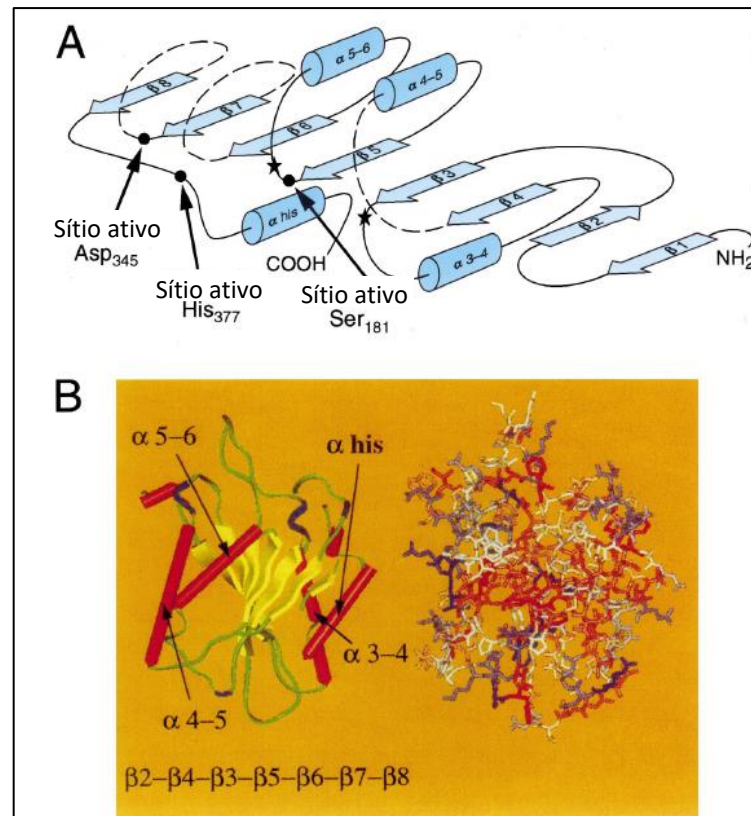 A
α 5–6
α 4–5
β8
β7
β6
β5
β3
β4
β2
β1
α his
α 3–4
COOH
NH2
Sítio ativo
Asp345
Sítio ativo
His377
Sítio ativo
Ser181
B
α 5–6
α his
α 3–4
α 4–5
β2–β4–β3–β5–β6–β7–β8